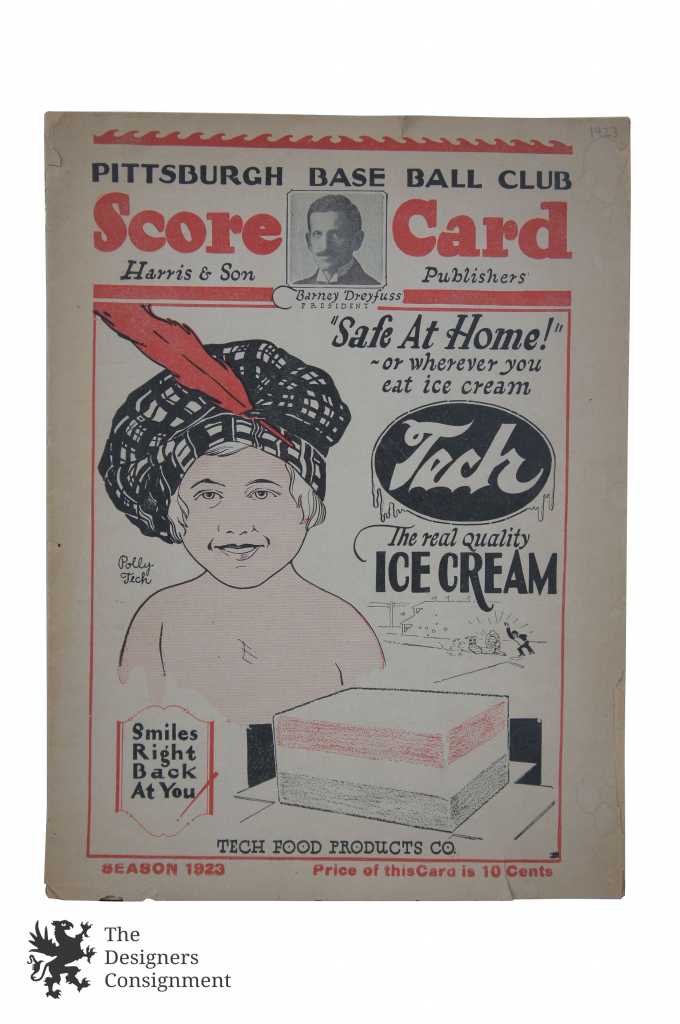 1923
PITTSBURGH BASE BALL CLUB
Score Card
Harris & Son Publishers
Barney Dreyfuss
PRESIDENT
"Safe At Home!"
~or wherever you
eat ice cream
Tech
The real quality
ICE CREAM
Polly
Tech
Smiles
Right
Back
At You
TECH FOOD PRODUCTS CO.
SEASON 1923 Price of thisCard is 10 Cents
The
Designers
Consignment